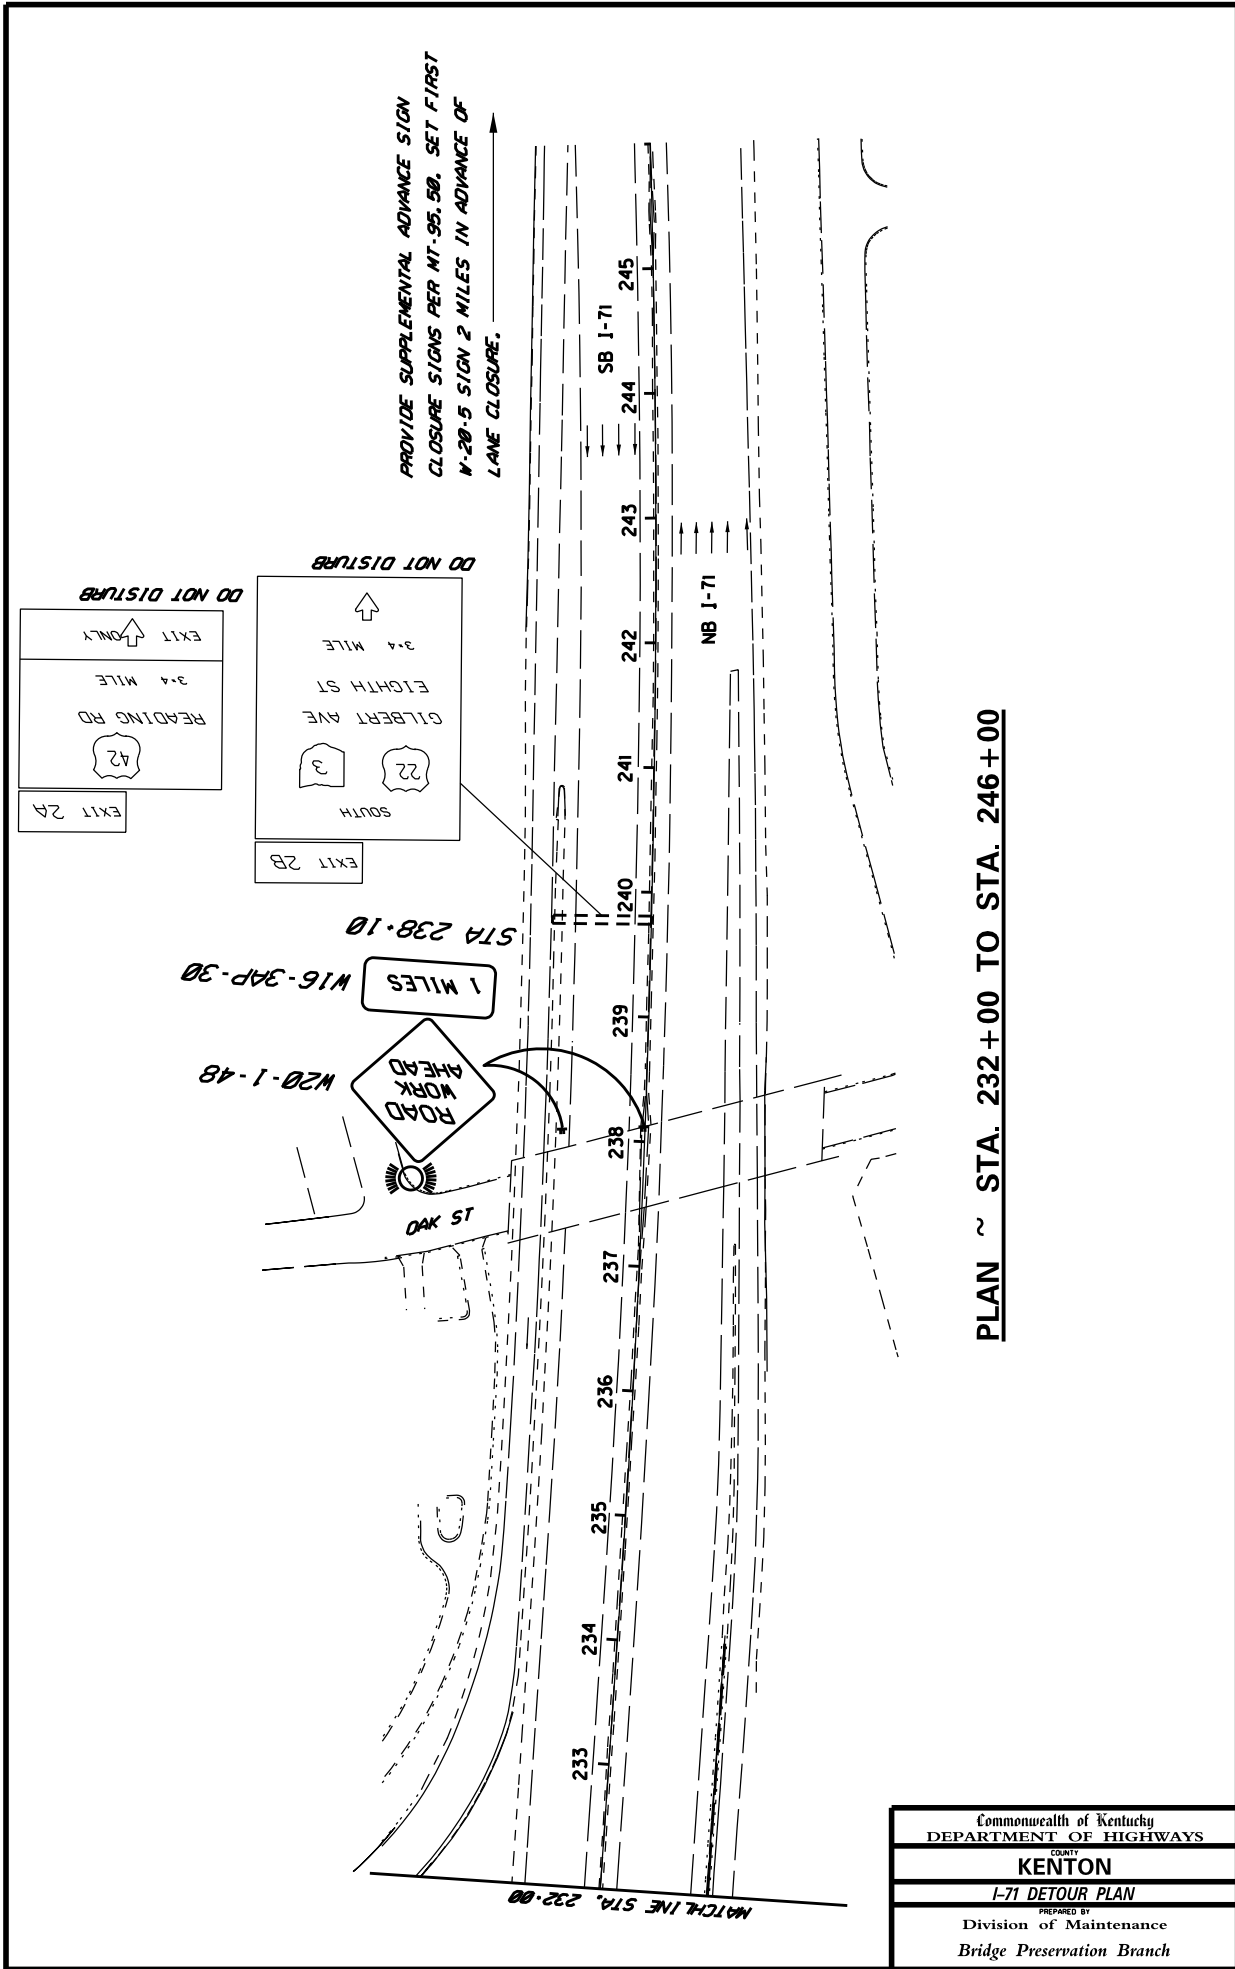 PROVIDE SUPPLEMENTAL ADVANCE SIGN
CLOSURE SIGNS PER MT-95.50. SET FIRST
W-20-5 SIGN 2 MILES IN ADVANCE OF
LANE CLOSURE.
DO NOT DISTURB
EXIT ONLY
3+4 MILE
READING RD
42
EXIT 2A
DO NOT DISTURB
3+4 MILE
EIGHTH ST
GILBERT AVE
22
3
SOUTH
EXIT 2B
STA 238+10
1 MILES
W16-3AP-30
ROAD
WORK
AHEAD
W20-1-48
OAK ST
SB I-71
NB I-71
233
234
235
236
237
238
239
240
241
242
243
244
245
MATCHLINE STA. 232+00
PLAN ~ STA. 232+00 TO STA. 246+00
Commonwealth of Kentucky
DEPARTMENT OF HIGHWAYS
COUNTY
KENTON
I-71 DETOUR PLAN
PREPARED BY
Division of Maintenance
Bridge Preservation Branch